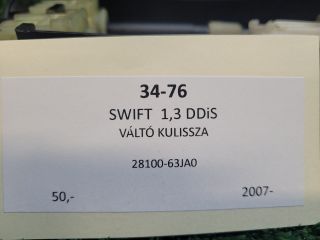 34-76
SWIFT 1,3 DDiS
VÁLTÓ KULISSZA
28100-63JA0
50,- 2007-